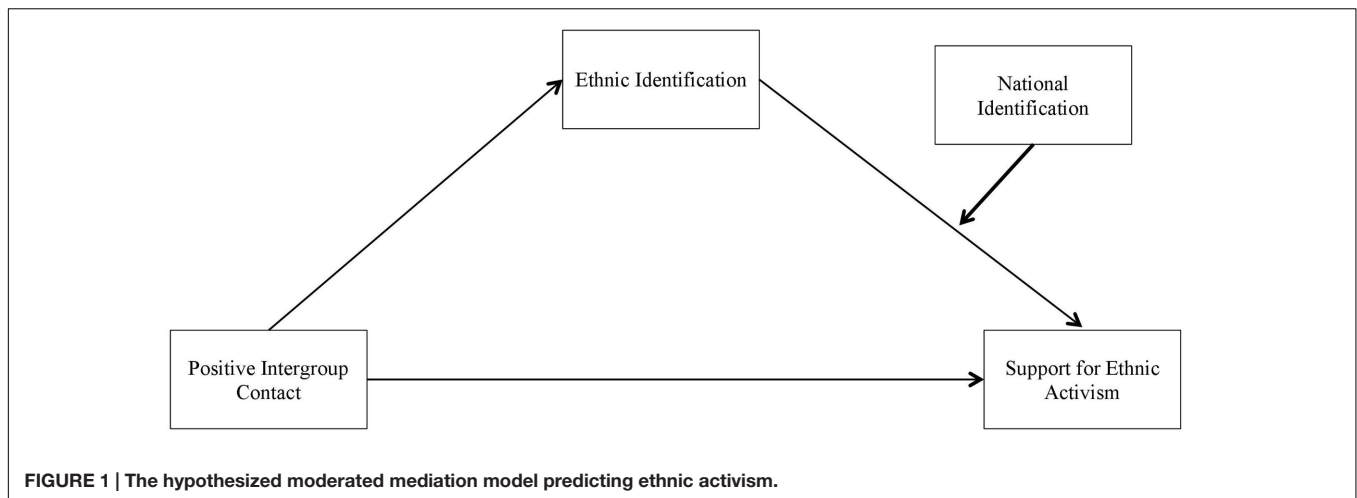 Ethnic Identification
National
Identification
Positive Intergroup
Contact
Support for Ethnic
Activism
FIGURE 1 | The hypothesized moderated mediation model predicting ethnic activism.